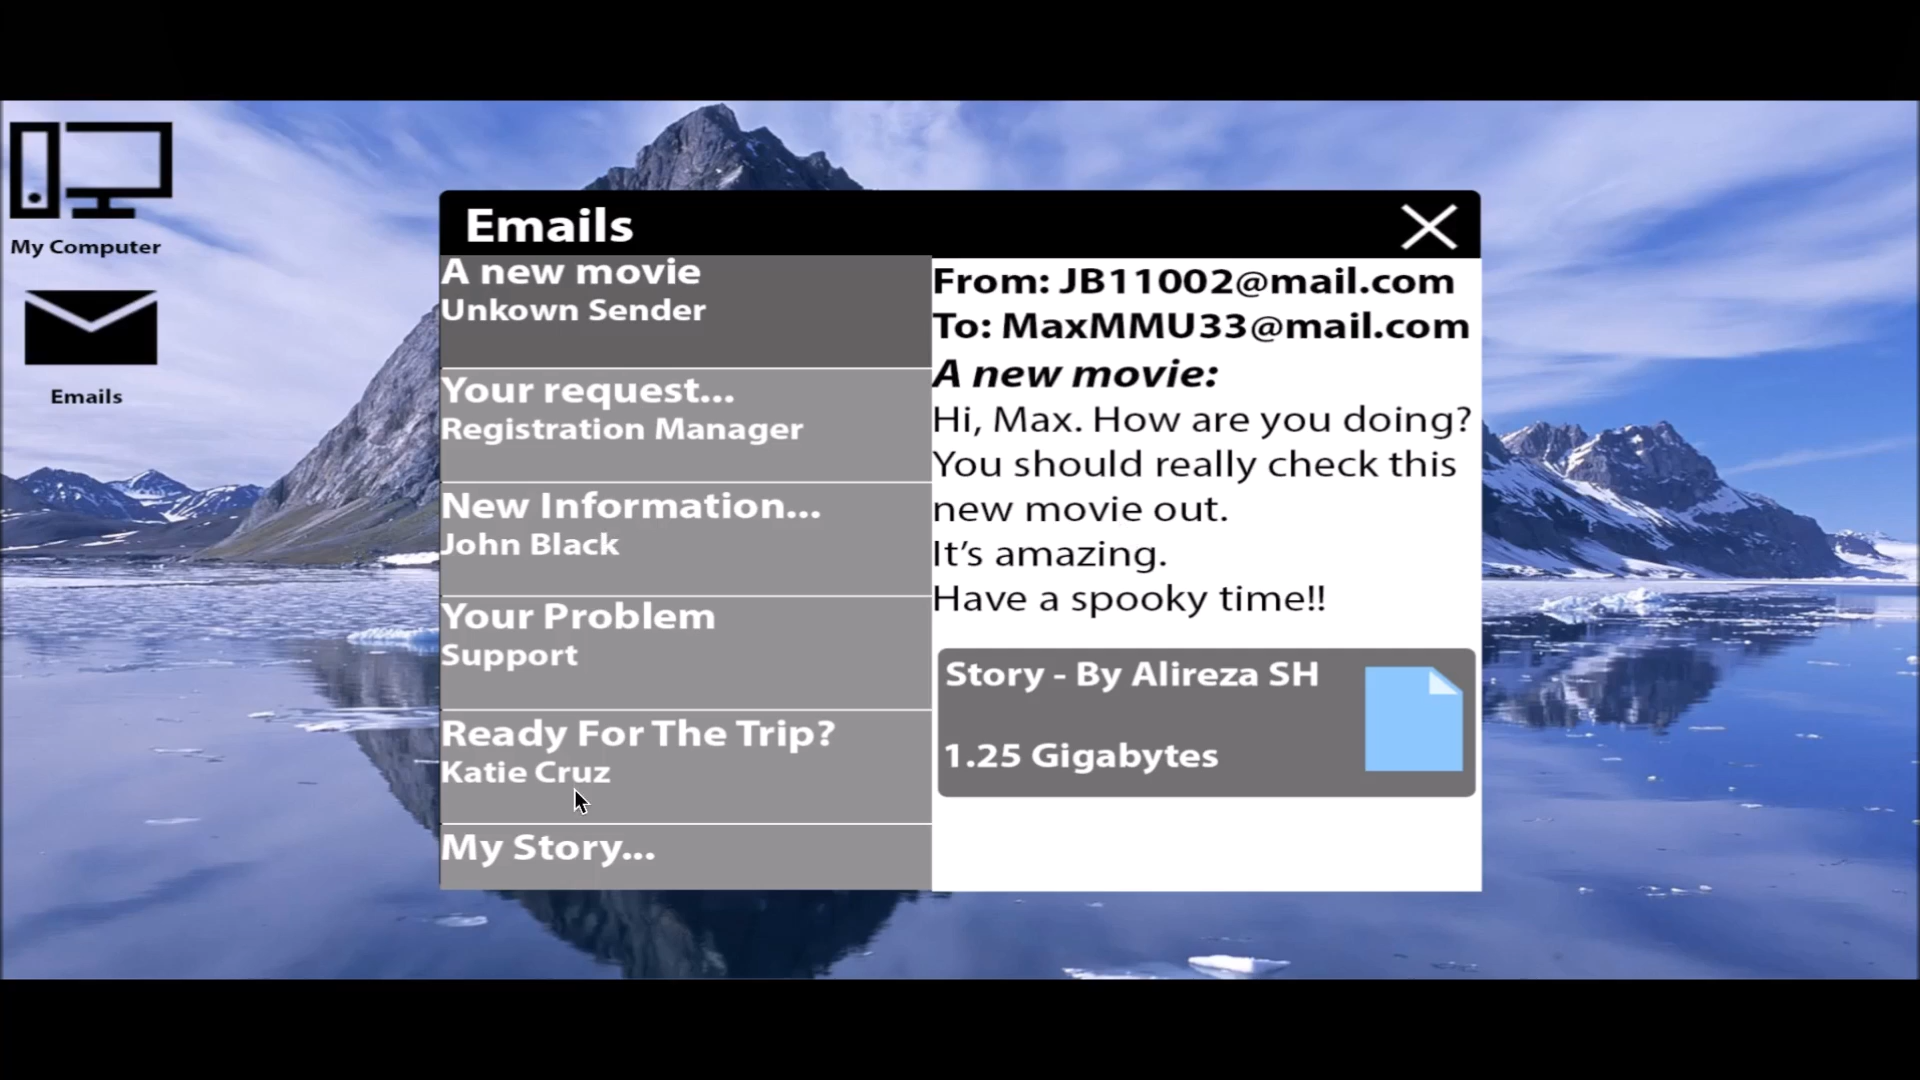 My Computer
Emails
Emails
A new movie
Unkown Sender
Your request...
Registration Manager
New Information...
John Black
Your Problem
Support
Ready For The Trip?
Katie Cruz
My Story...
From: JB11002@mail.com
To: MaxMMU33@mail.com
A new movie:
Hi, Max. How are you doing?
You should really check this
new movie out.
It’s amazing.
Have a spooky time!!
Story - By Alireza SH
1.25 Gigabytes